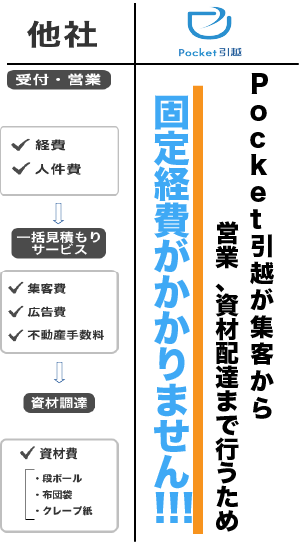 他社
受付・営業
経費
人件費
一括見積もり
サービス
集客費
広告費
不動産手数料
資材調達
資材費
・段ボール
・布団袋
・クレープ紙
Pocket引越
Pocket引越が集客から
営業、資材配達まで行うため
固定経費がかかりません!!!